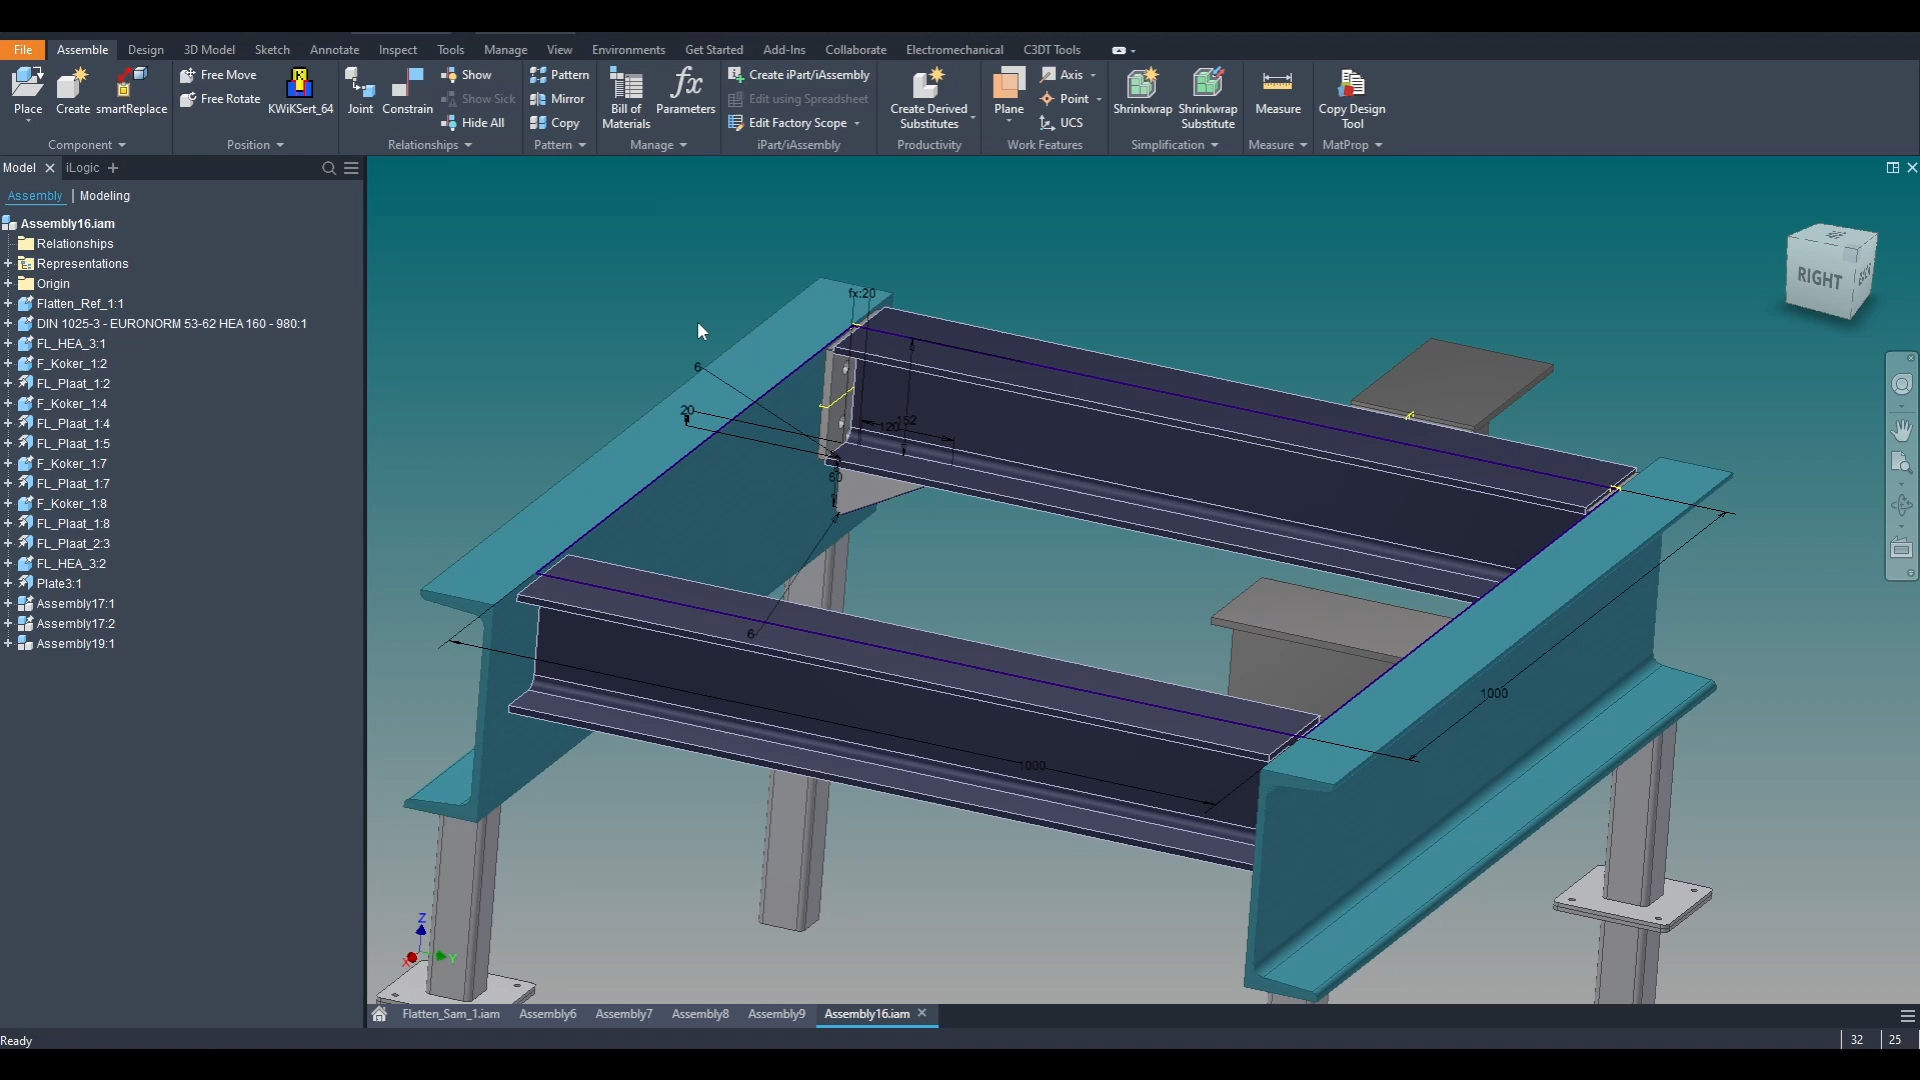 File Assemble Design 3D Model Sketch Annotate Inspect Tools Manage View Environments Get Started Add-Ins Collaborate Electromechanical C3DT Tools
Place Create smartReplace
Component
Free Move
Free Rotate
KWiKSert_64
Position
Joint Constrain
Show
Show Sick
Hide All
Relationships
Pattern
Mirror
Copy
Pattern
Bill of Materials
Parameters
Manage
Create iPart/iAssembly
Edit using Spreadsheet
Edit Factory Scope
iPart/iAssembly
Create Derived Substitutes
Productivity
Plane
Axis
Point
UCS
Work Features
Shrinkwrap
Shrinkwrap Substitute
Simplification
Measure
Measure
Copy Design Tool
MatProp
Model iLogic
Assembly | Modeling
Assembly16.iam
Relationships
Representations
Origin
Flatten_Ref_1:1
DIN 1025-3 - EURONORM 53-62 HEA 160 - 980:1
FL_HEA_3:1
F_Koker_1:2
FL_Plaat_1:2
F_Koker_1:4
FL_Plaat_1:4
FL_Plaat_1:5
F_Koker_1:7
FL_Plaat_1:7
F_Koker_1:8
FL_Plaat_1:8
FL_Plaat_2:3
FL_HEA_3:2
Plate3:1
Assembly17:1
Assembly17:2
Assembly19:1
RIGHT
fx:20
6
20
120
152
50
6
1000
1000
Z
X
Y
Flatten_Sam_1.iam Assembly6 Assembly7 Assembly8 Assembly9 Assembly16.iam
Ready
32 25